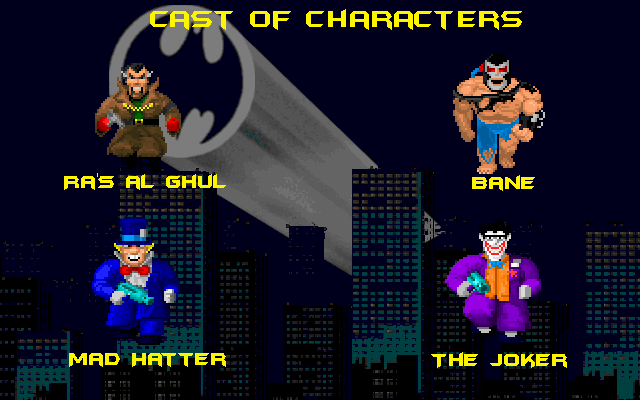 CAST OF CHARACTERS
RA'S AL GHUL
BANE
MAD HATTER
THE JOKER